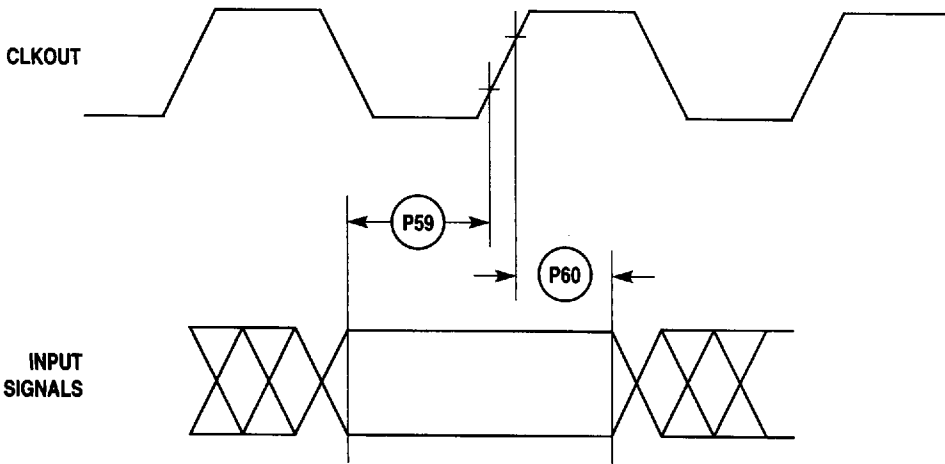 CLKOUT
P59
P60
INPUT
SIGNALS